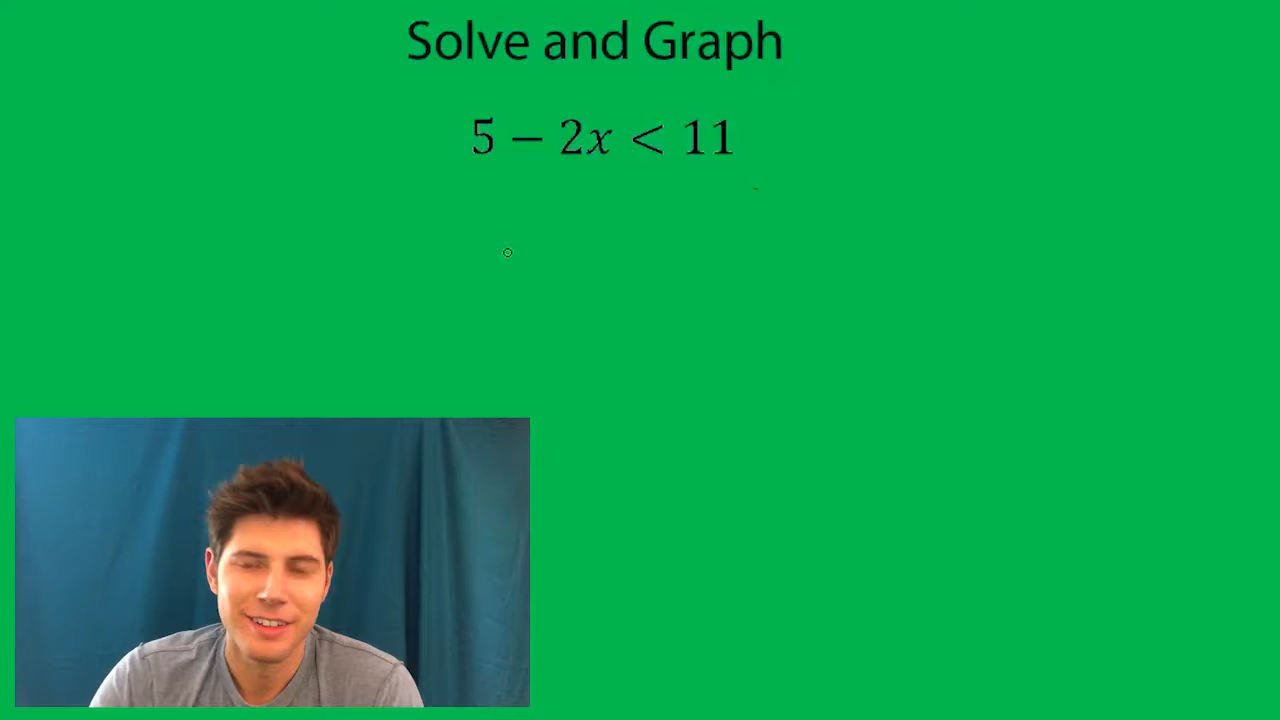 Solve and Graph
5 − 2x < 11